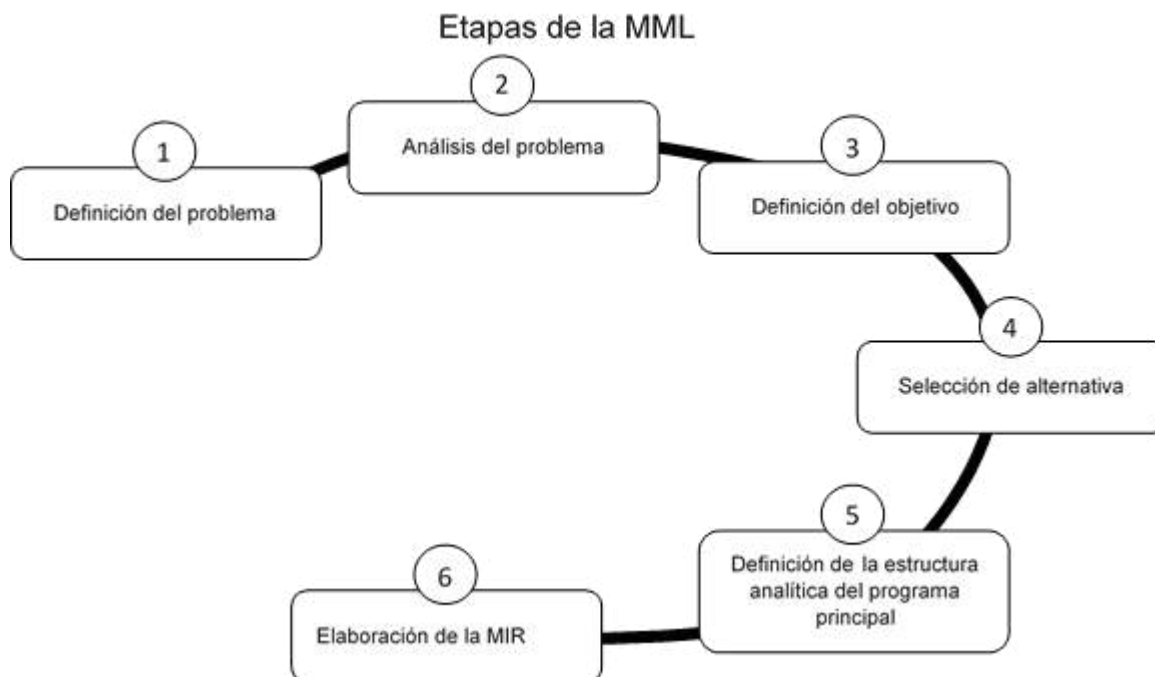 Etapas de la MML
1
Definición del problema
2
Análisis del problema
3
Definición del objetivo
4
Selección de alternativa
5
Definición de la estructura
analítica del programa
principal
6
Elaboración de la MIR